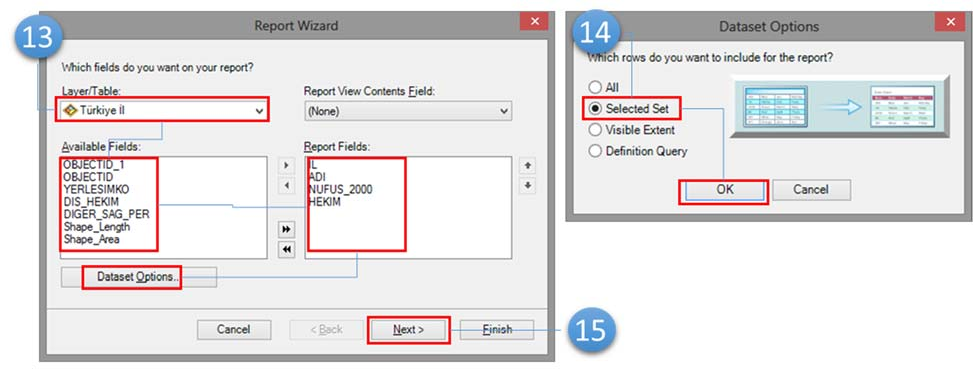 13
Report Wizard
Which fields do you want on your report?
Layer/Table:
Türkiye İl
Report View Contents Field:
(None)
Available Fields:
OBJECTID_1
OBJECTID
YERLESIMKO
DIS_HEKIM
DIGER_SAG_PER
Shape_Length
Shape_Area
Report Fields:
IL
ADI
NUFUS_2000
HEKIM
Dataset Options...
Cancel
< Back
Next >
Finish
14
Dataset Options
Which rows do you want to include for the report?
All
Selected Set
Visible Extent
Definition Query
OK
Cancel
15